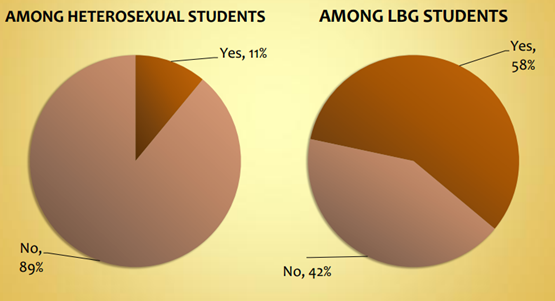 AMONG HETEROSEXUAL STUDENTS
Yes, 11%
No,
89%
AMONG LBG STUDENTS
Yes,
58%
No, 42%